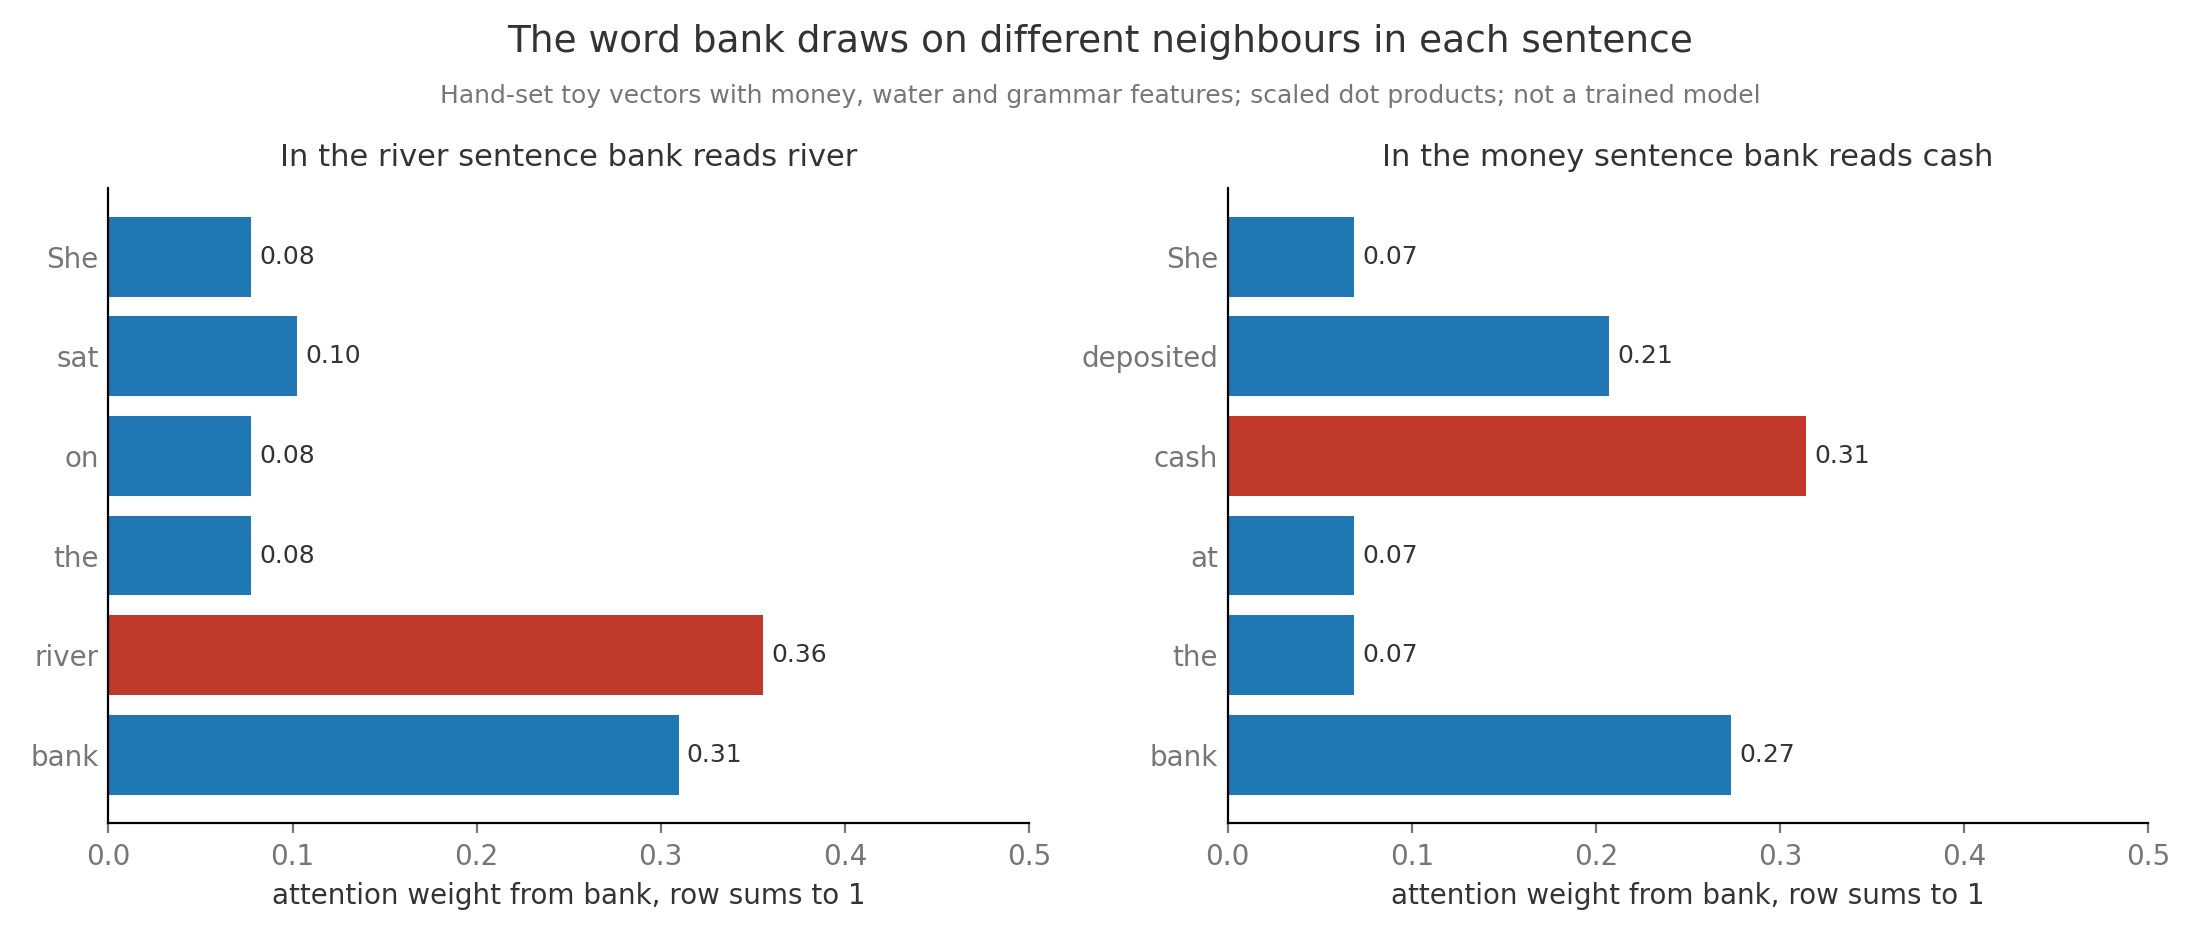 The word bank draws on different neighbours in each sentence
Hand-set toy vectors with money, water and grammar features; scaled dot products; not a trained model
In the river sentence bank reads river
She 0.08
sat 0.10
on 0.08
the 0.08
river 0.36
bank 0.31
0.0 0.1 0.2 0.3 0.4 0.5
attention weight from bank, row sums to 1
In the money sentence bank reads cash
She 0.07
deposited 0.21
cash 0.31
at 0.07
the 0.07
bank 0.27
0.0 0.1 0.2 0.3 0.4 0.5
attention weight from bank, row sums to 1